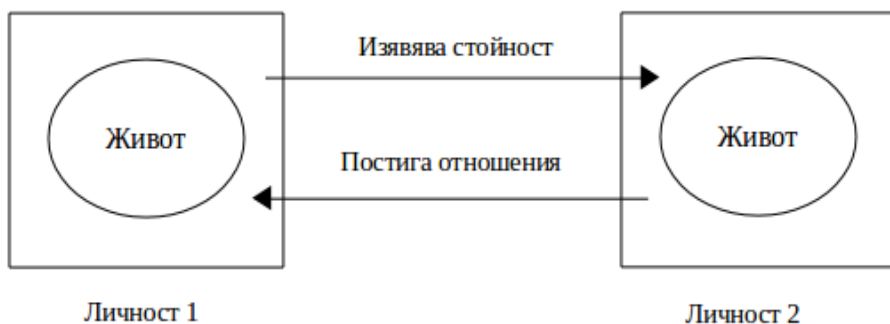 Изявява стойност
Живот
Живот
Постига отношения
Личност 1
Личност 2